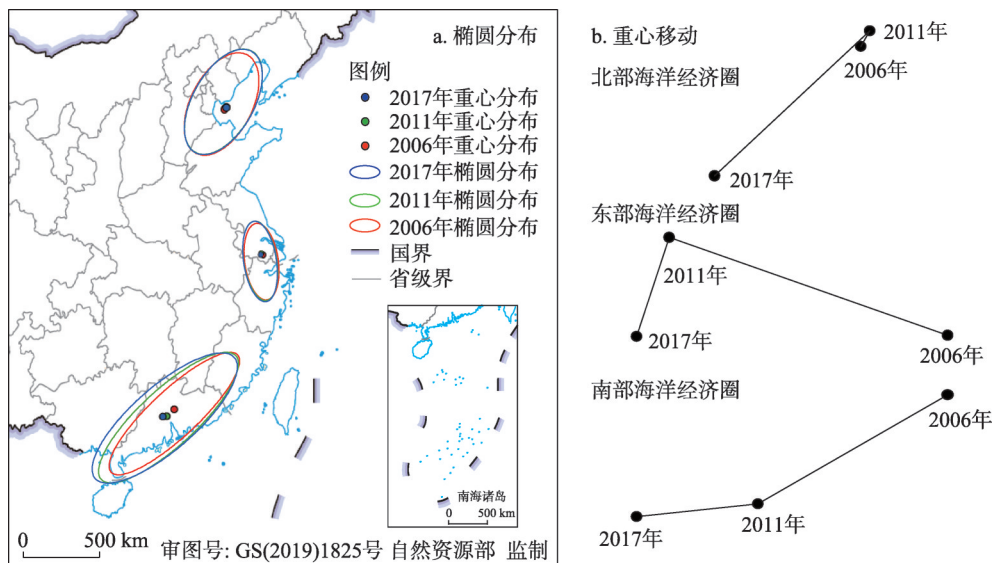 a. 椭圆分布
图例
2017年重心分布
2011年重心分布
2006年重心分布
2017年椭圆分布
2011年椭圆分布
2006年椭圆分布
国界
省级界
南海诸岛
0 500 km
0 500 km
审图号: GS(2019)1825号 自然资源部 监制
b. 重心移动
2011年
2006年
北部海洋经济圈
2017年
东部海洋经济圈
2011年
2017年
2006年
南部海洋经济圈
2006年
2017年
2011年